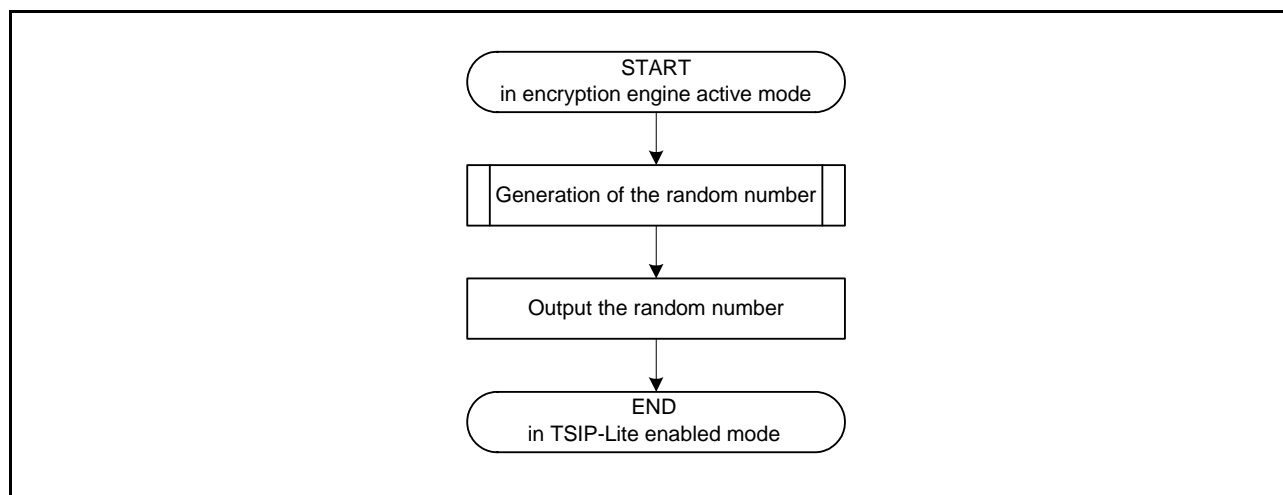 START
in encryption engine active mode
Generation of the random number
Output the random number
END
in TSIP-Lite enabled mode